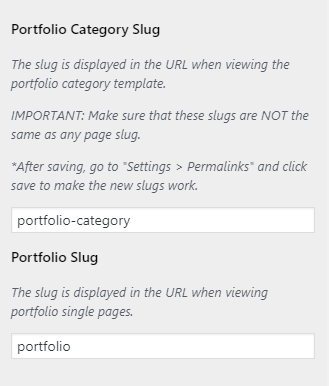 Portfolio Category Slug
The slug is displayed in the URL when viewing the
portfolio category template.
IMPORTANT: Make sure that these slugs are NOT the
same as any page slug.
*After saving, go to "Settings > Permalinks" and click
save to make the new slugs work.
portfolio-category
Portfolio Slug
The slug is displayed in the URL when viewing
portfolio single pages.
portfolio